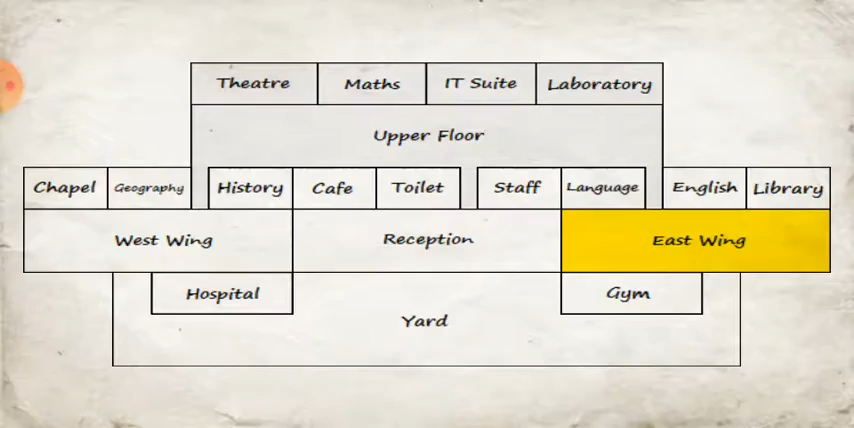 Theatre Maths IT Suite Laboratory
Upper Floor
Chapel Geography History Cafe Toilet Staff Language English Library
West Wing Reception East Wing
Hospital Gym
Yard